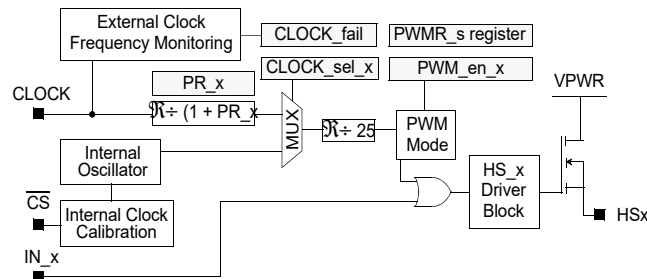 External Clock
Frequency Monitoring
CLOCK_fail
PWMR_s register
PR_x
CLOCK_sel_x
PWM_en_x
VPWR
CLOCK
ℜ÷ (1 + PR_x
MUX
ℜ÷ 25
PWM
Mode
Internal
Oscillator
HS_x
Driver
Block
CS
Internal Clock
Calibration
HSx
IN_x